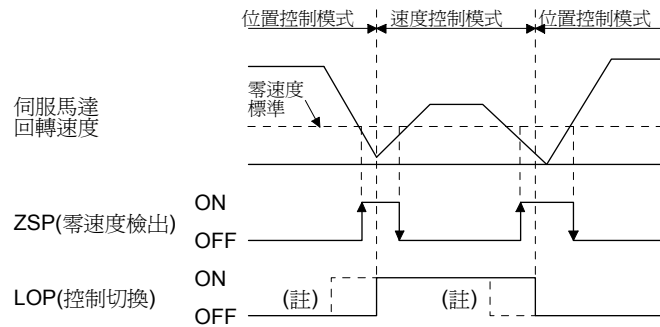 位置控制模式 速度控制模式 位置控制模式
零速度
標準
伺服馬達
回轉速度
ON
ZSP(零速度檢出)
OFF
ON
LOP(控制切換) (註) (註)
OFF